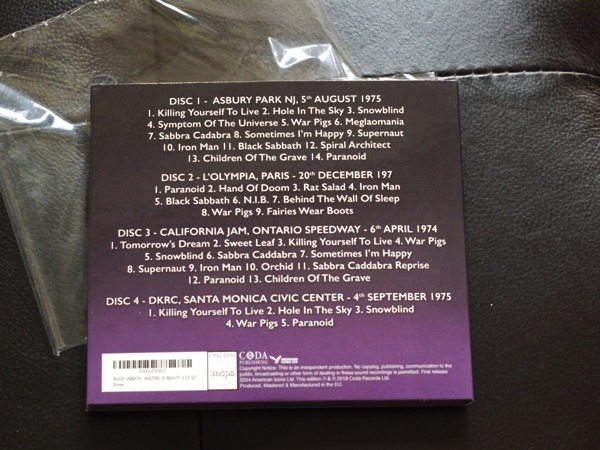 DISC 1 - ASBURY PARK NJ, 5th AUGUST 1975
1. Killing Yourself To Live 2. Hole In The Sky 3. Snowblind
4. Symptom Of The Universe 5. War Pigs 6. Meglaomania
7. Sabbra Cadabra 8. Sometimes I'm Happy 9. Supernaut
10. Iron Man 11. Black Sabbath 12. Spiral Architect
13. Children Of The Grave 14. Paranoid
DISC 2 - L'OLYMPIA, PARIS - 20th DECEMBER 197
1. Paranoid 2. Hand Of Doom 3. Rat Salad 4. Iron Man
5. Black Sabbath 6. N.I.B. 7. Behind The Wall Of Sleep
8. War Pigs 9. Fairies Wear Boots
DISC 3 - CALIFORNIA JAM, ONTARIO SPEEDWAY - 6th APRIL 1974
1. Tomorrow's Dream 2. Sweet Leaf 3. Killing Yourself To Live 4. War Pigs
5. Snowblind 6. Sabbra Caddabra 7. Sometimes I'm Happy
8. Supernaut 9. Iron Man 10. Orchid 11. Sabbra Caddabra Reprise
12. Paranoid 13. Children Of The Grave
DISC 4 - DKRC, SANTA MONICA CIVIC CENTER - 4th SEPTEMBER 1975
1. Killing Yourself To Live 2. Hole In The Sky 3. Snowblind
4. War Pigs 5. Paranoid
BLACK SABBATH - MASTERS OF REALITY: 4 CD SET
mcps
CODA
PUBLISHING
Copyright Notice: This is an independent production. No copying, publishing, communication to the
public, broadcasting or other form of dealing in these sound recordings is permitted. First release
2004 American Icons Ltd. This edition ℗ & © 2018 Coda Records Ltd.
Produced, Mastered & Manufactured in the EU.